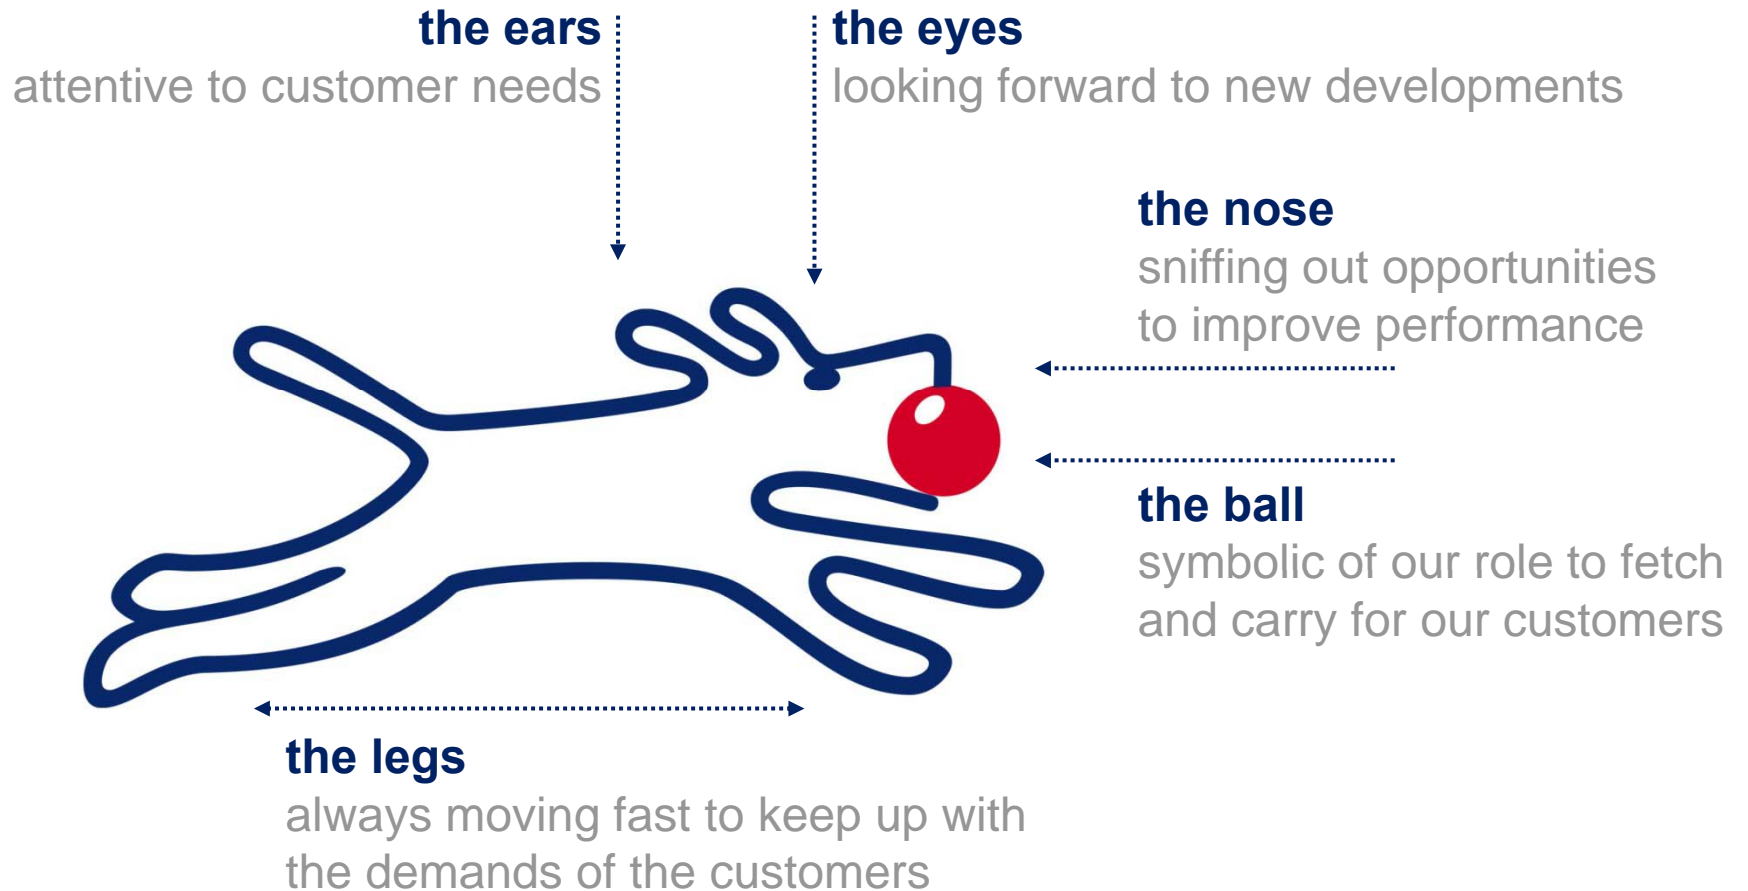 the ears
attentive to customer needs
the eyes
looking forward to new developments
the nose
sniffing out opportunities
to improve performance
the ball
symbolic of our role to fetch
and carry for our customers
the legs
always moving fast to keep up with
the demands of the customers